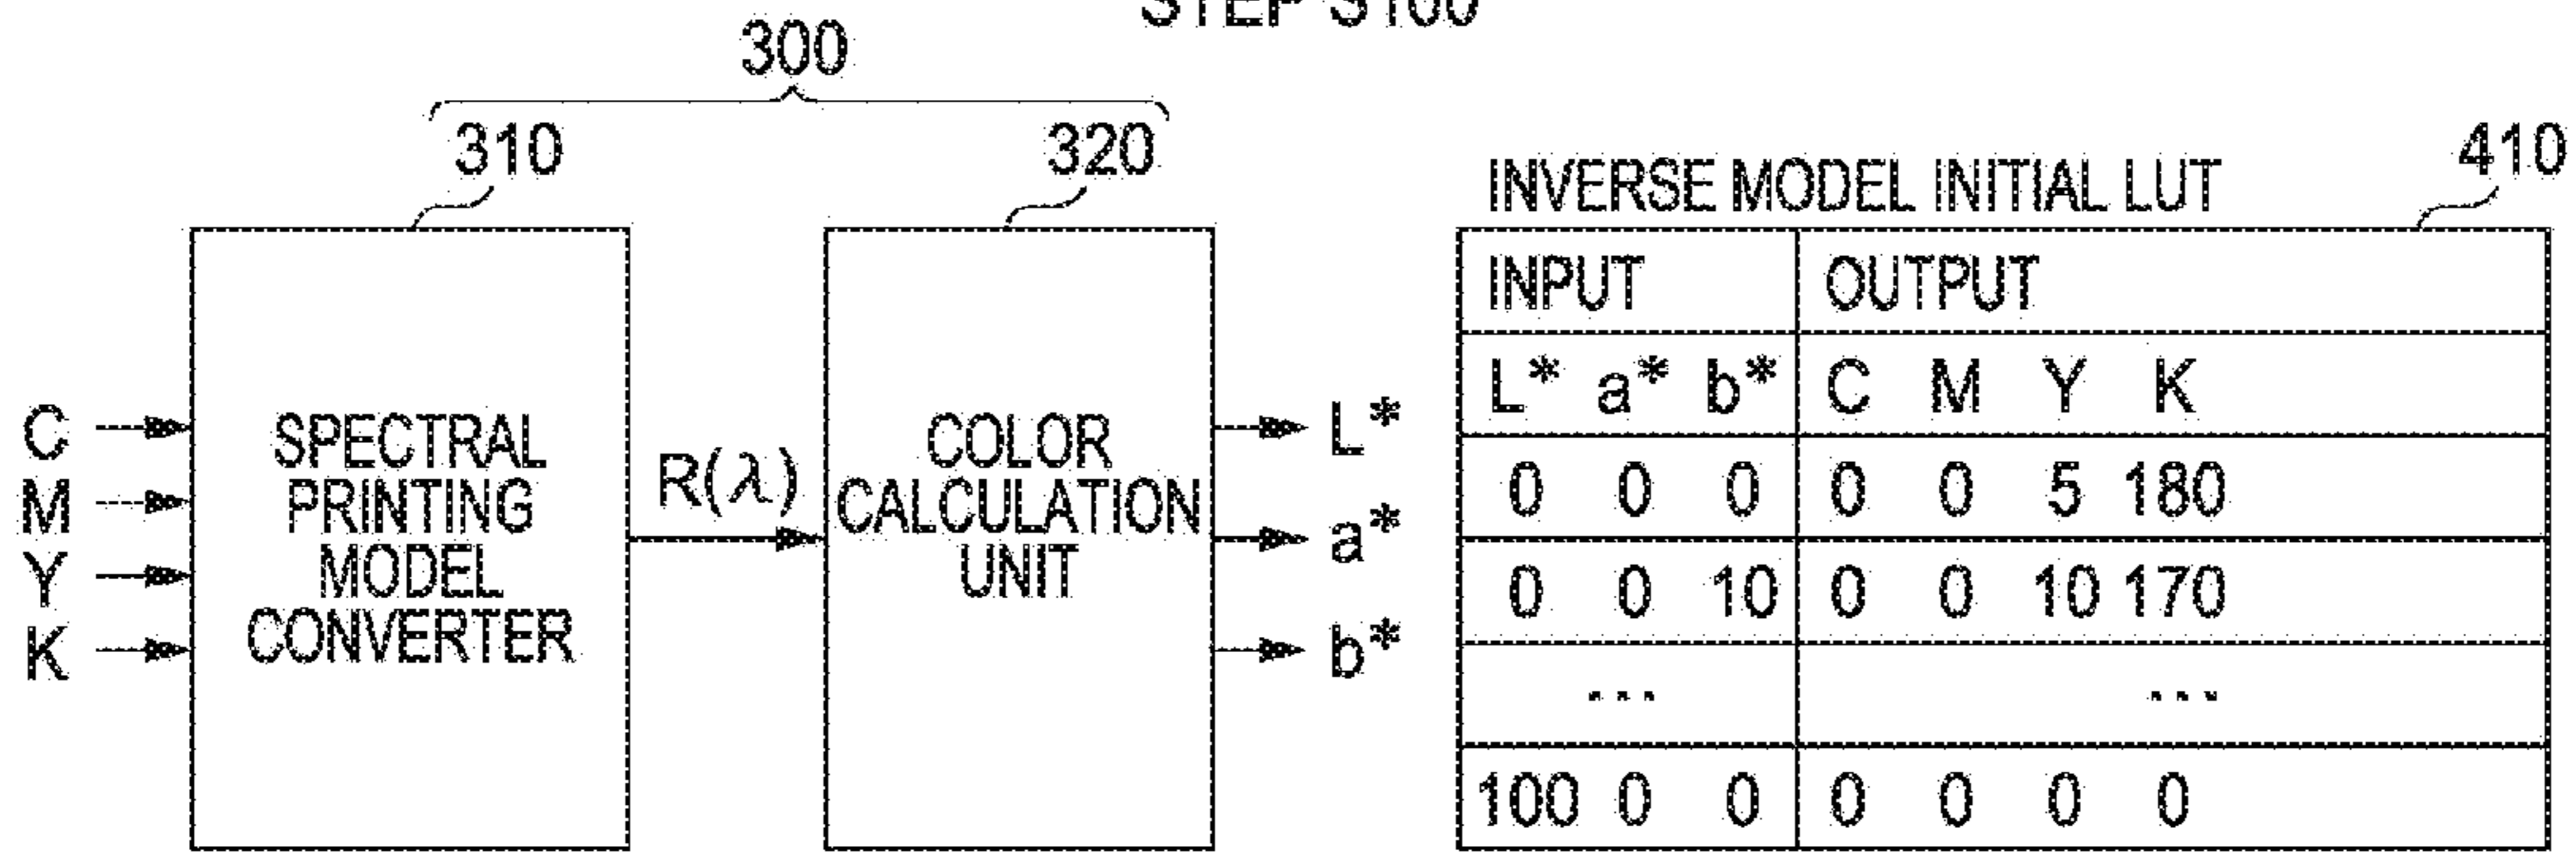 STEP S100
300
310
320
410
INVERSE MODEL INITIAL LUT
C
M
Y
K
SPECTRAL
PRINTING
MODEL
CONVERTER
R(λ)
COLOR
CALCULATION
UNIT
L*
a*
b*
INPUT OUTPUT
L* a* b* C M Y K
0 0 0 0 0 5 180
0 0 10 0 0 10 170
... ...
100 0 0 0 0 0 0